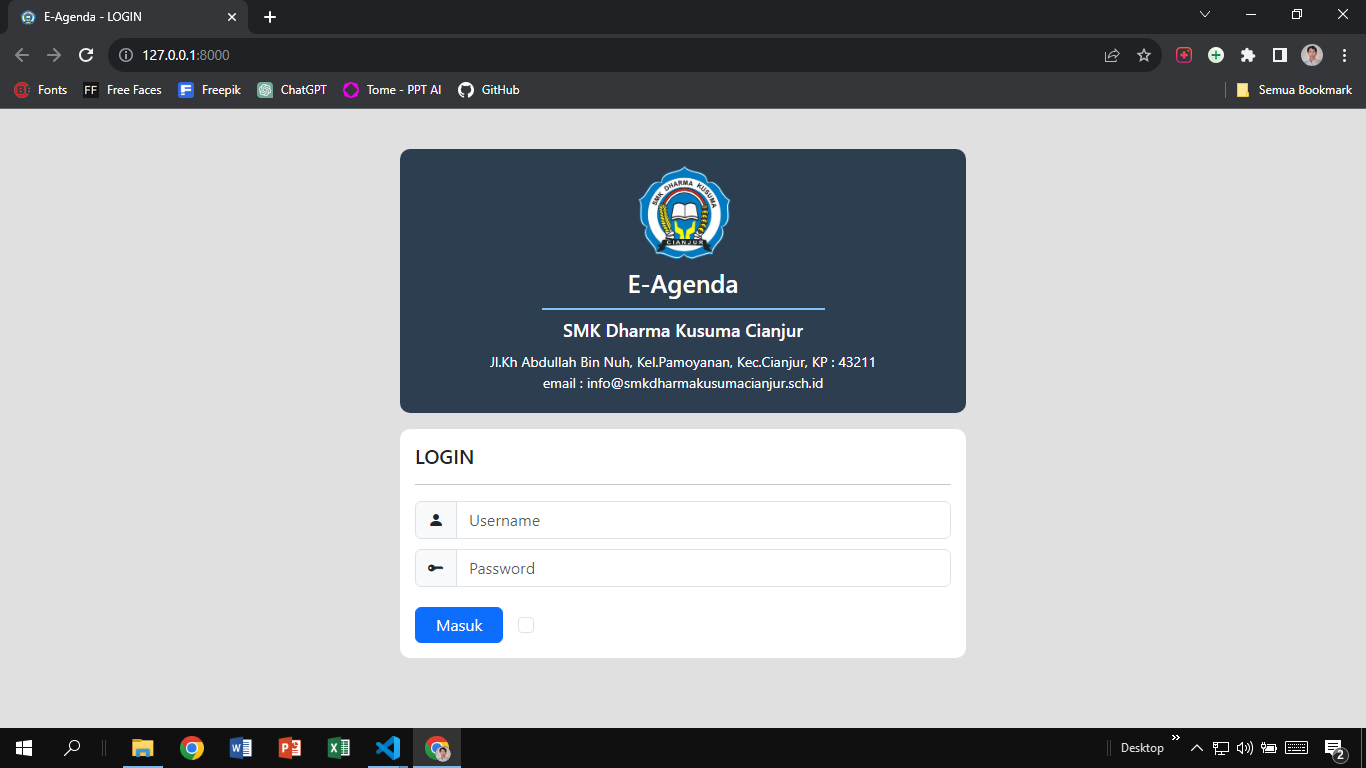 E-Agenda - LOGIN
127.0.0.1:8000
Fonts
FF Free Faces
Freepik
ChatGPT
Tome - PPT AI
GitHub
Semua Bookmark
SMK DHARMA KUSUMA
CIANJUR
E-Agenda
SMK Dharma Kusuma Cianjur
Jl.Kh Abdullah Bin Nuh, Kel.Pamoyanan, Kec.Cianjur, KP : 43211
email : info@smkdharmakusumacianjur.sch.id
LOGIN
Username
Password
Masuk
Desktop
2